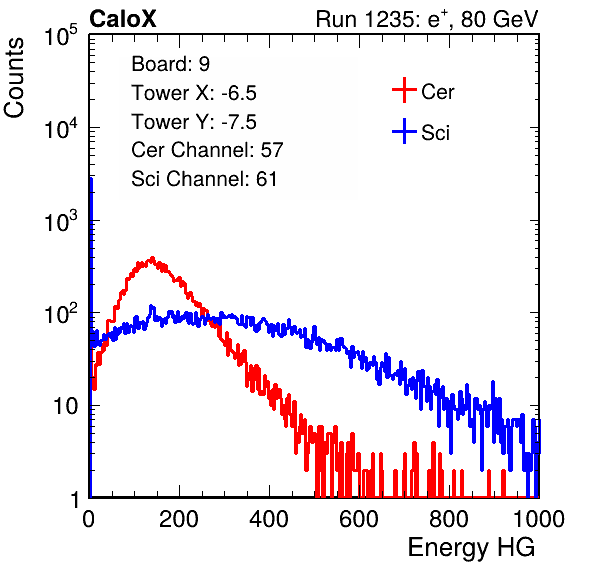 CaloX Run 1235: e⁺, 80 GeV
Counts
Board: 9
Tower X: -6.5
Tower Y: -7.5
Cer Channel: 57
Sci Channel: 61
Cer
Sci
10⁵
10⁴
10³
10²
10
1
0 200 400 600 800 1000
Energy HG